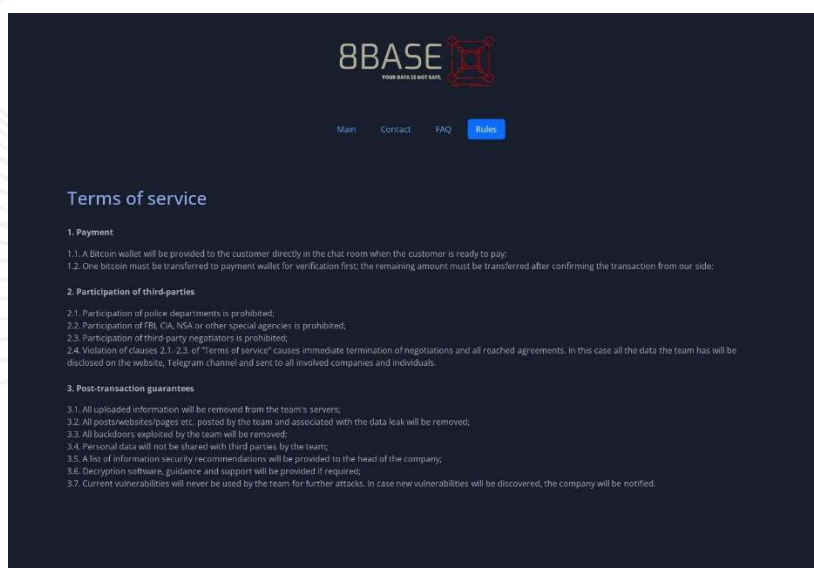 8BASE
YOUR DATA IS NOT SAFE.
Main Contact FAQ Rules
Terms of service
1. Payment
1.1. A Bitcoin wallet will be provided to the customer directly in the chat room when the customer is ready to pay;
1.2. One bitcoin must be transferred to payment wallet for verification first; the remaining amount must be transferred after confirming the transaction from our side;
2. Participation of third-parties
2.1. Participation of police departments is prohibited;
2.2. Participation of FBI, CIA, NSA or other special agencies is prohibited;
2.3. Participation of third-party negotiators is prohibited;
2.4. Violation of clauses 2.1.-2.3. of "Terms of service" causes immediate termination of negotiations and all reached agreements. In this case all the data the team has will be
disclosed on the website, Telegram channel and sent to all involved companies and individuals.
3. Post-transaction guarantees
3.1. All uploaded information will be removed from the team's servers;
3.2. All posts/websites/pages etc. posted by the team and associated with the data leak will be removed;
3.3. All backdoors exploited by the team will be removed;
3.4. Personal data will not be shared with third parties by the team;
3.5. A list of information security recommendations will be provided to the head of the company;
3.6. Decryption software, guidance and support will be provided if required;
3.7. Current vulnerabilities will never be used by the team for further attacks. In case new vulnerabilities will be discovered, the company will be notified.